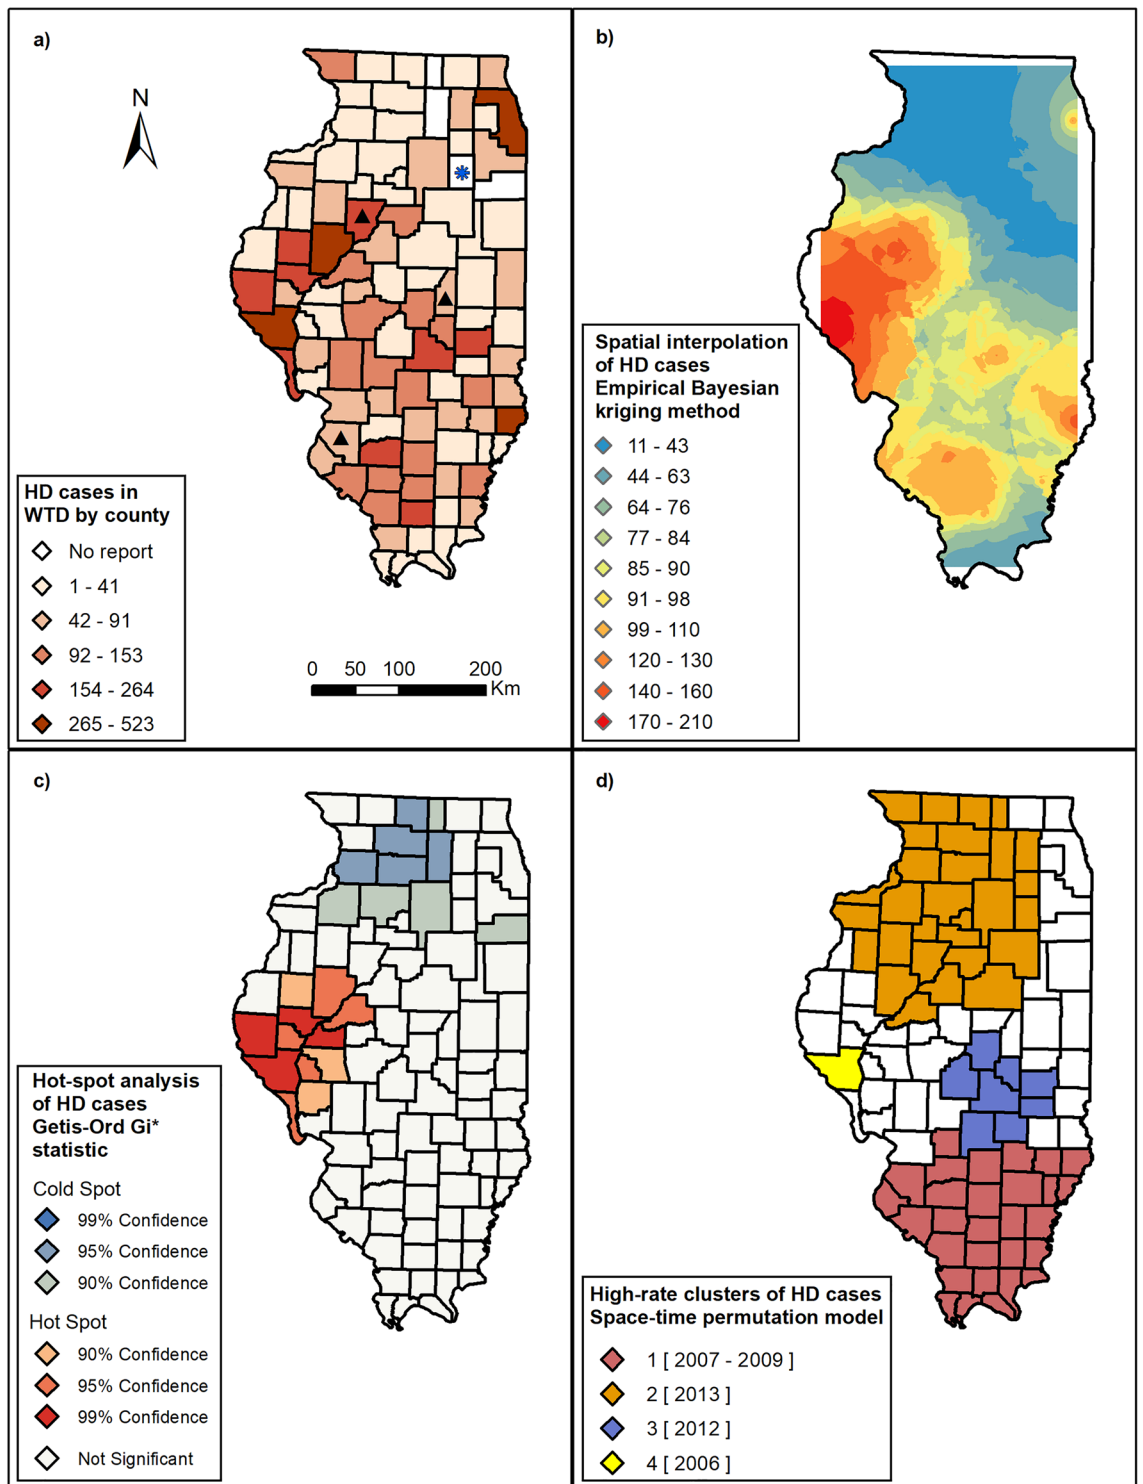 a)
N
HD cases in
WTD by county
No report
1 - 41
42 - 91
92 - 153
154 - 264
265 - 523
0 50 100 200
Km
b)
Spatial interpolation
of HD cases
Empirical Bayesian
kriging method
11 - 43
44 - 63
64 - 76
77 - 84
85 - 90
91 - 98
99 - 110
120 - 130
140 - 160
170 - 210
c)
Hot-spot analysis
of HD cases
Getis-Ord Gi*
statistic
Cold Spot
99% Confidence
95% Confidence
90% Confidence
Hot Spot
90% Confidence
95% Confidence
99% Confidence
Not Significant
d)
High-rate clusters of HD cases
Space-time permutation model
1 [ 2007 - 2009 ]
2 [ 2013 ]
3 [ 2012 ]
4 [ 2006 ]